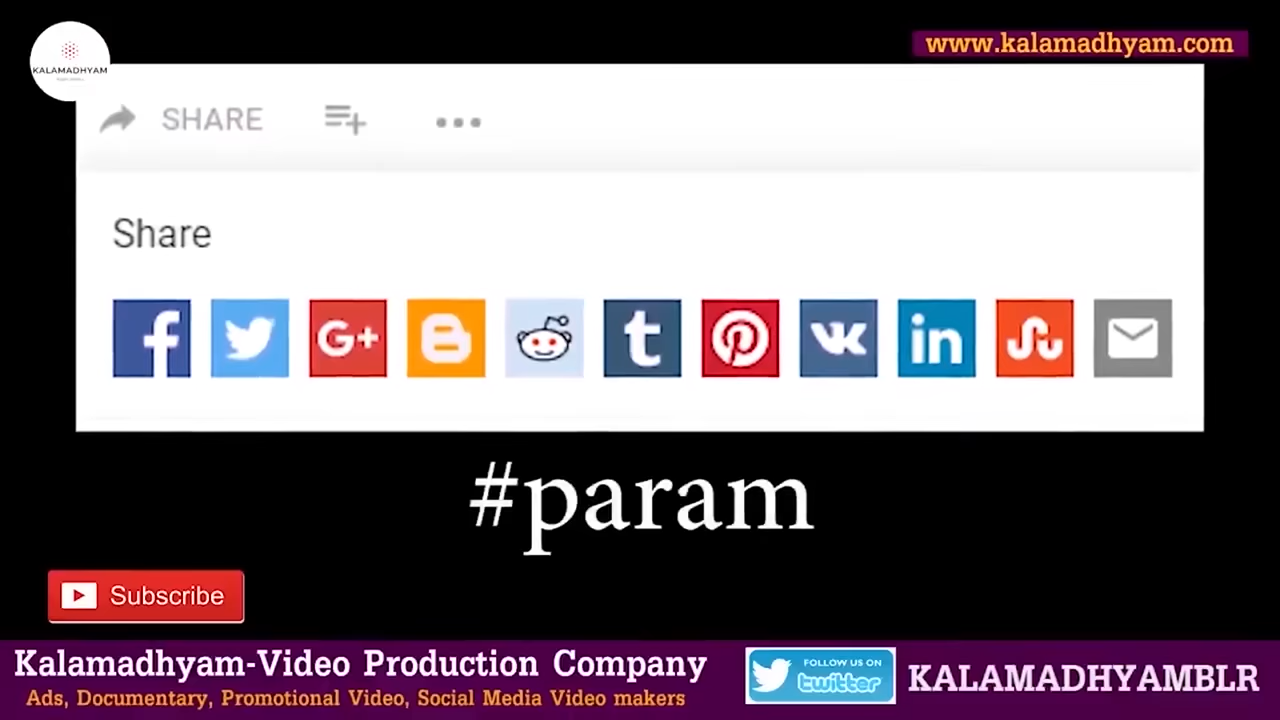 KALAMADHYAM
www.kalamadhyam.com
SHARE
Share
f G+ B t in
#param
Subscribe
Kalamadhyam-Video Production Company
Ads, Documentary, Promotional Video, Social Media Video makers
FOLLOW US ON
twitter
KALAMADHYAMBLR